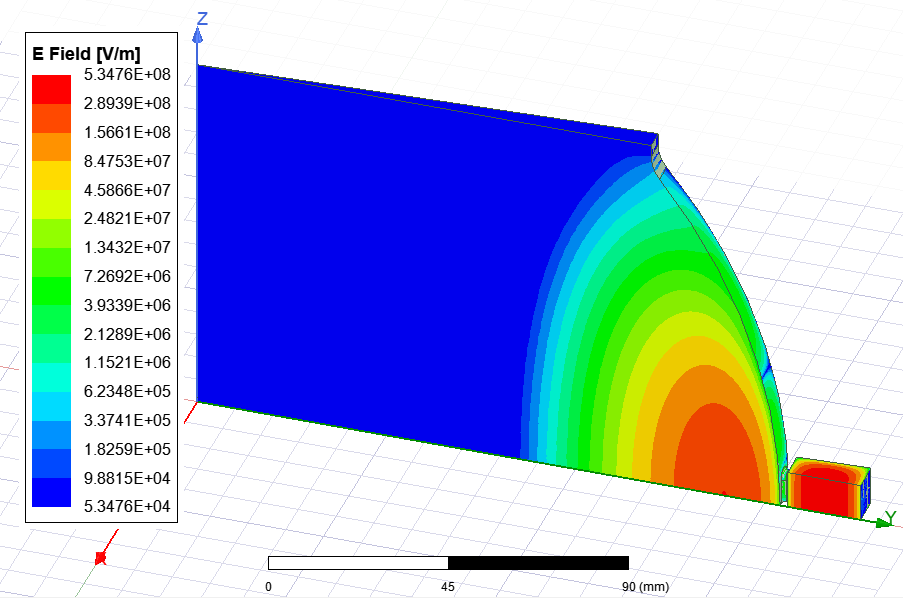 Z
E Field [V/m]
5.3476E+08
2.8939E+08
1.5661E+08
8.4753E+07
4.5866E+07
2.4821E+07
1.3432E+07
7.2692E+06
3.9339E+06
2.1289E+06
1.1521E+06
6.2348E+05
3.3741E+05
1.8259E+05
9.8815E+04
5.3476E+04
Y
0 45 90 (mm)